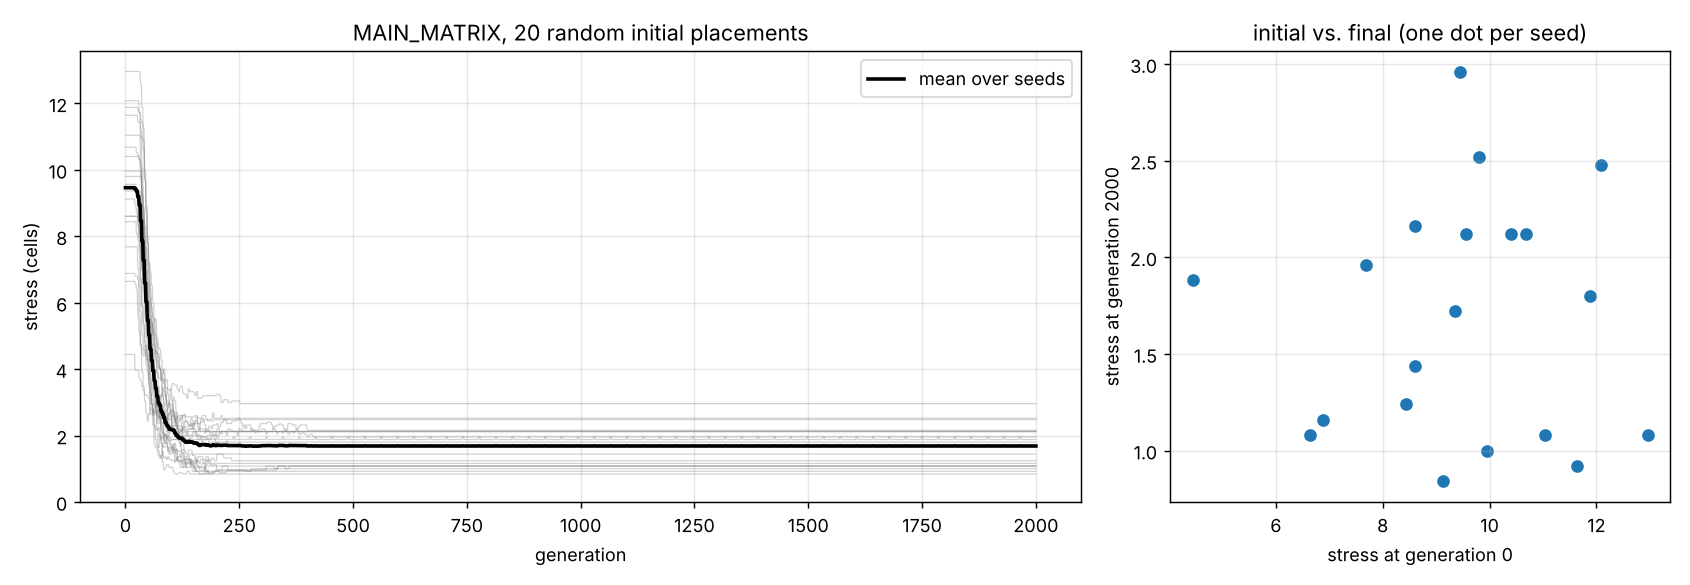 MAIN_MATRIX, 20 random initial placements
mean over seeds
stress (cells)
12
10
8
6
4
2
0
0 250 500 750 1000 1250 1500 1750 2000
generation
initial vs. final (one dot per seed)
stress at generation 2000
3.0
2.5
2.0
1.5
1.0
6 8 10 12
stress at generation 0